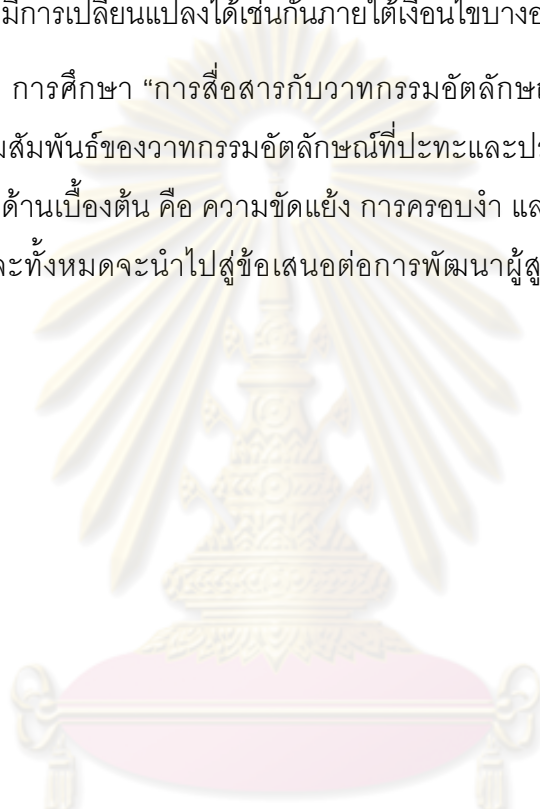 มีการเปลี่ยนแปลงได้เช่นกันภายใต้เงื่อนไขบางอ
การศึกษา “การสื่อสารกับวาทกรรมอัตลักษณ
มสัมพันธ์ของวาทกรรมอัตลักษณ์ที่ปะทะและประ
ด้านเบื้องต้น คือ ความขัดแย้ง การครอบงำ แล
ละทั้งหมดจะนำไปสู่ข้อเสนอต่อการพัฒนาผู้สู